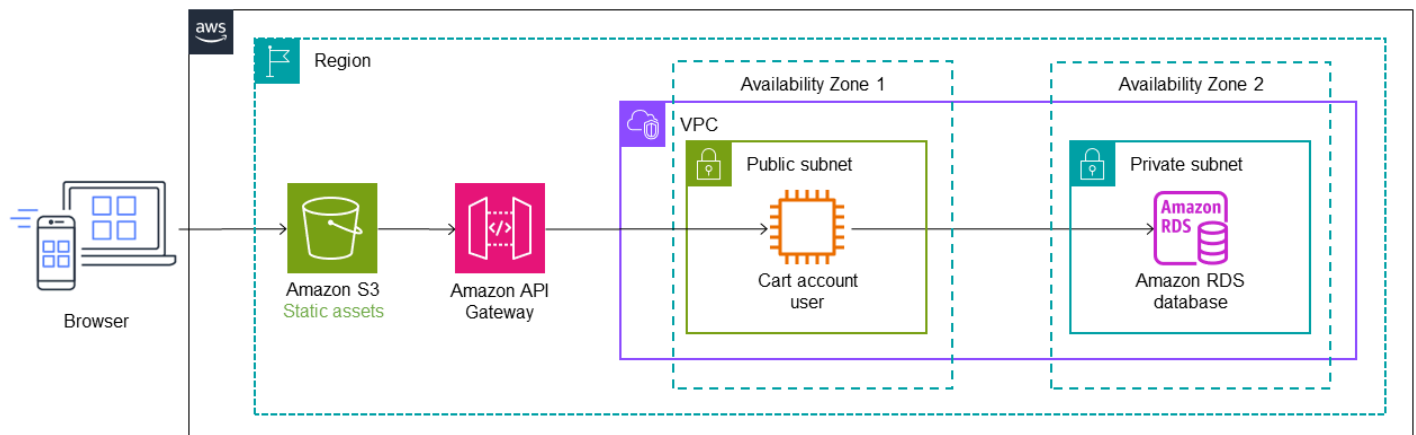 aws
Region
Availability Zone 1
Availability Zone 2
VPC
Public subnet
Private subnet
Amazon
RDS
</>
Browser
Amazon S3
Static assets
Amazon API
Gateway
Cart account
user
Amazon RDS
database